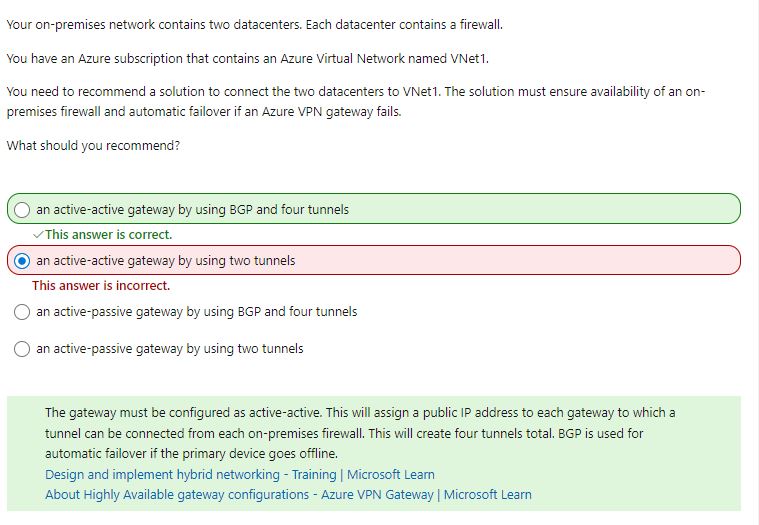 Your on-premises network contains two datacenters. Each datacenter contains a firewall.
You have an Azure subscription that contains an Azure Virtual Network named VNet1.
You need to recommend a solution to connect the two datacenters to VNet1. The solution must ensure availability of an on-
premises firewall and automatic failover if an Azure VPN gateway fails.
What should you recommend?
an active-active gateway by using BGP and four tunnels
✓This answer is correct.
an active-active gateway by using two tunnels
This answer is incorrect.
an active-passive gateway by using BGP and four tunnels
an active-passive gateway by using two tunnels
The gateway must be configured as active-active. This will assign a public IP address to each gateway to which a
tunnel can be connected from each on-premises firewall. This will create four tunnels total. BGP is used for
automatic failover if the primary device goes offline.
Design and implement hybrid networking - Training | Microsoft Learn
About Highly Available gateway configurations - Azure VPN Gateway | Microsoft Learn